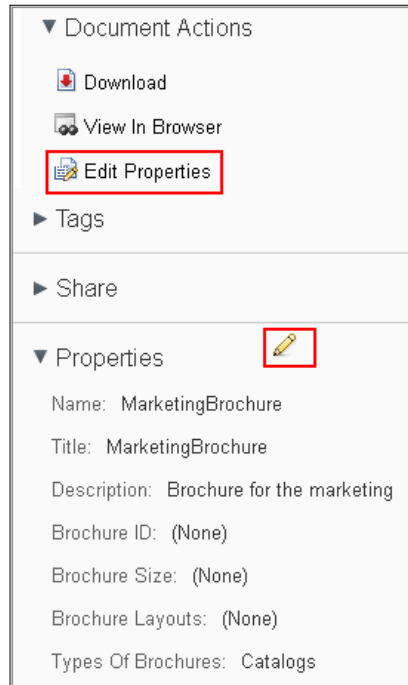 Document Actions
Download
View In Browser
Edit Properties
Tags
Share
Properties
Name: MarketingBrochure
Title: MarketingBrochure
Description: Brochure for the marketing
Brochure ID: (None)
Brochure Size: (None)
Brochure Layouts: (None)
Types Of Brochures: Catalogs